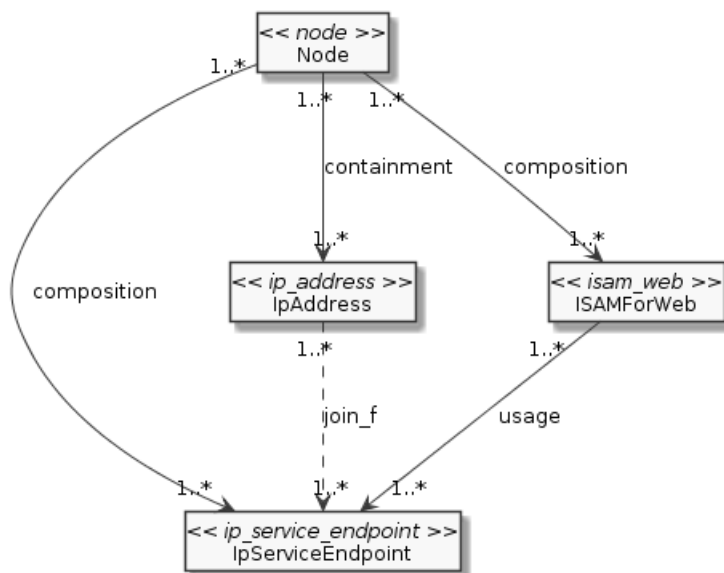 << node >>
Node
1..*
1..*
1..*
containment
composition
composition
1..*
1..*
<< ip_address >>
IpAddress
<< isam_web >>
ISAMForWeb
1..*
1..*
join_f
usage
1..*
1..*
1..*
<< ip_service_endpoint >>
IpServiceEndpoint